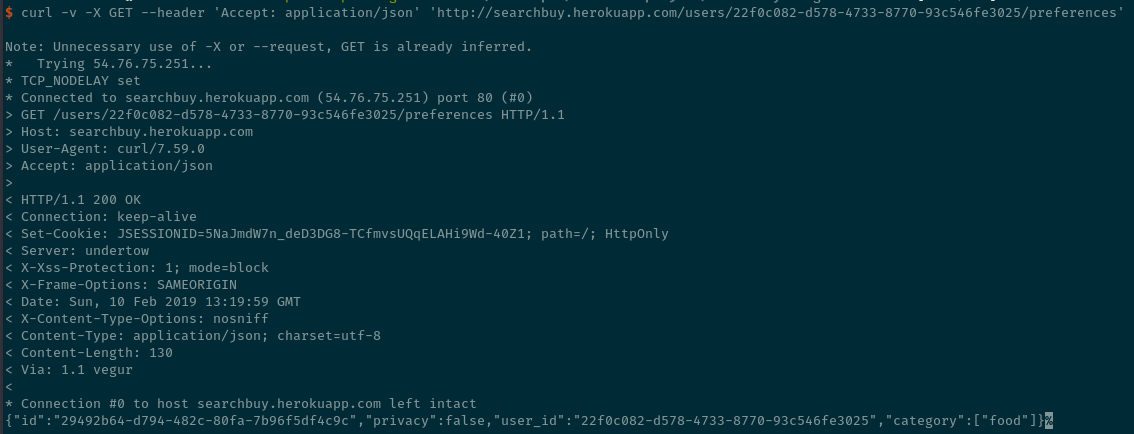 $ curl -v -X GET --header 'Accept: application/json' 'http://searchbuy.herokuapp.com/users/22f0c082-d578-4733-8770-93c546fe3025/preferences'
Note: Unnecessary use of -X or --request, GET is already inferred.
*   Trying 54.76.75.251...
* TCP_NODELAY set
* Connected to searchbuy.herokuapp.com (54.76.75.251) port 80 (#0)
> GET /users/22f0c082-d578-4733-8770-93c546fe3025/preferences HTTP/1.1
> Host: searchbuy.herokuapp.com
> User-Agent: curl/7.59.0
> Accept: application/json
>
< HTTP/1.1 200 OK
< Connection: keep-alive
< Set-Cookie: JSESSIONID=5NaJmdW7n_deD3DG8-TCfmvsUQqELAHi9Wd-40Z1; path=/; HttpOnly
< Server: undertow
< X-Xss-Protection: 1; mode=block
< X-Frame-Options: SAMEORIGIN
< Date: Sun, 10 Feb 2019 13:19:59 GMT
< X-Content-Type-Options: nosniff
< Content-Type: application/json; charset=utf-8
< Content-Length: 130
< Via: 1.1 vegur
<
* Connection #0 to host searchbuy.herokuapp.com left intact
{"id":"29492b64-d794-482c-80fa-7b96f5df4c9c","privacy":false,"user_id":"22f0c082-d578-4733-8770-93c546fe3025","category":["food"]}%